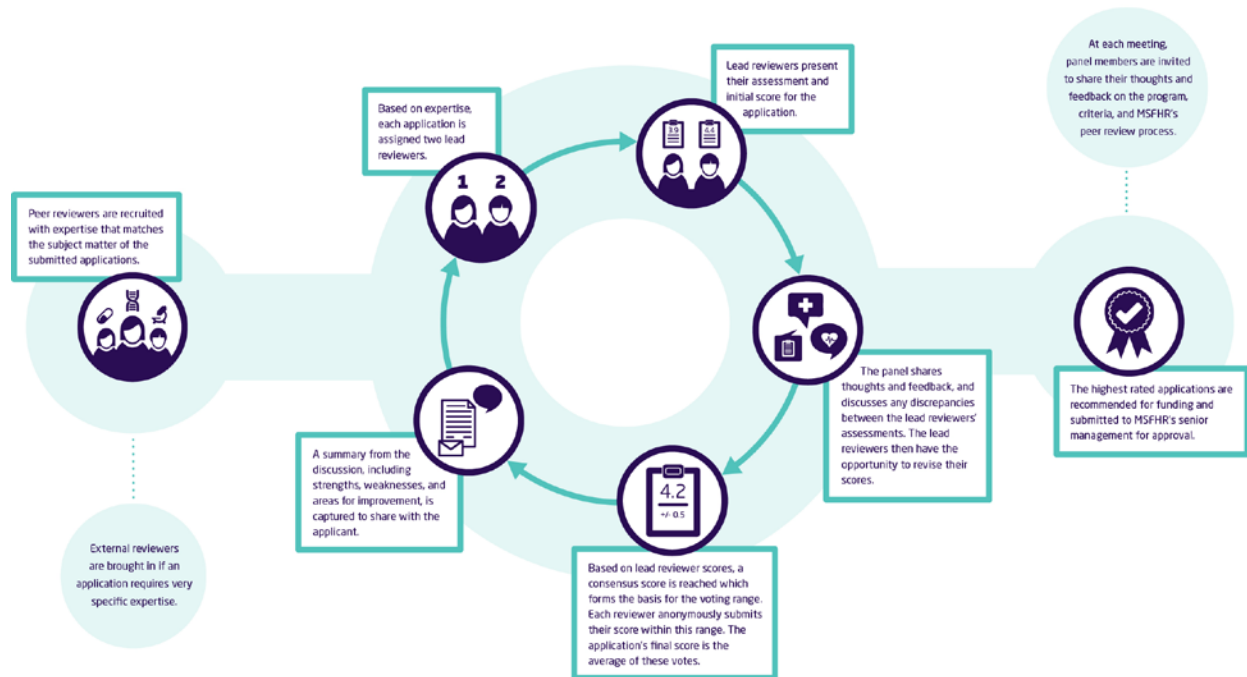 Peer reviewers are recruited
with expertise that matches
the subject matter of the
submitted applications.
External reviewers
are brought in if an
application requires very
specific expertise.
Based on expertise,
each application is
assigned two lead
reviewers.
1 2
Lead reviewers present
their assessment and
initial score for the
application.
3.9 4.4
The panel shares
thoughts and feedback, and
discusses any discrepancies
between the lead reviewers'
assessments. The lead
reviewers then have the
opportunity to revise their
scores.
4.2
+/- 0.5
Based on lead reviewer scores, a
consensus score is reached which
forms the basis for the voting range.
Each reviewer anonymously submits
their score within this range. The
application's final score is the
average of these votes.
A summary from the
discussion, including
strengths, weaknesses, and
areas for improvement, is
captured to share with the
applicant.
At each meeting,
panel members are invited
to share their thoughts and
feedback on the program,
criteria, and MSFHR's
peer review process.
The highest rated applications are
recommended for funding and
submitted to MSFHR's senior
management for approval.